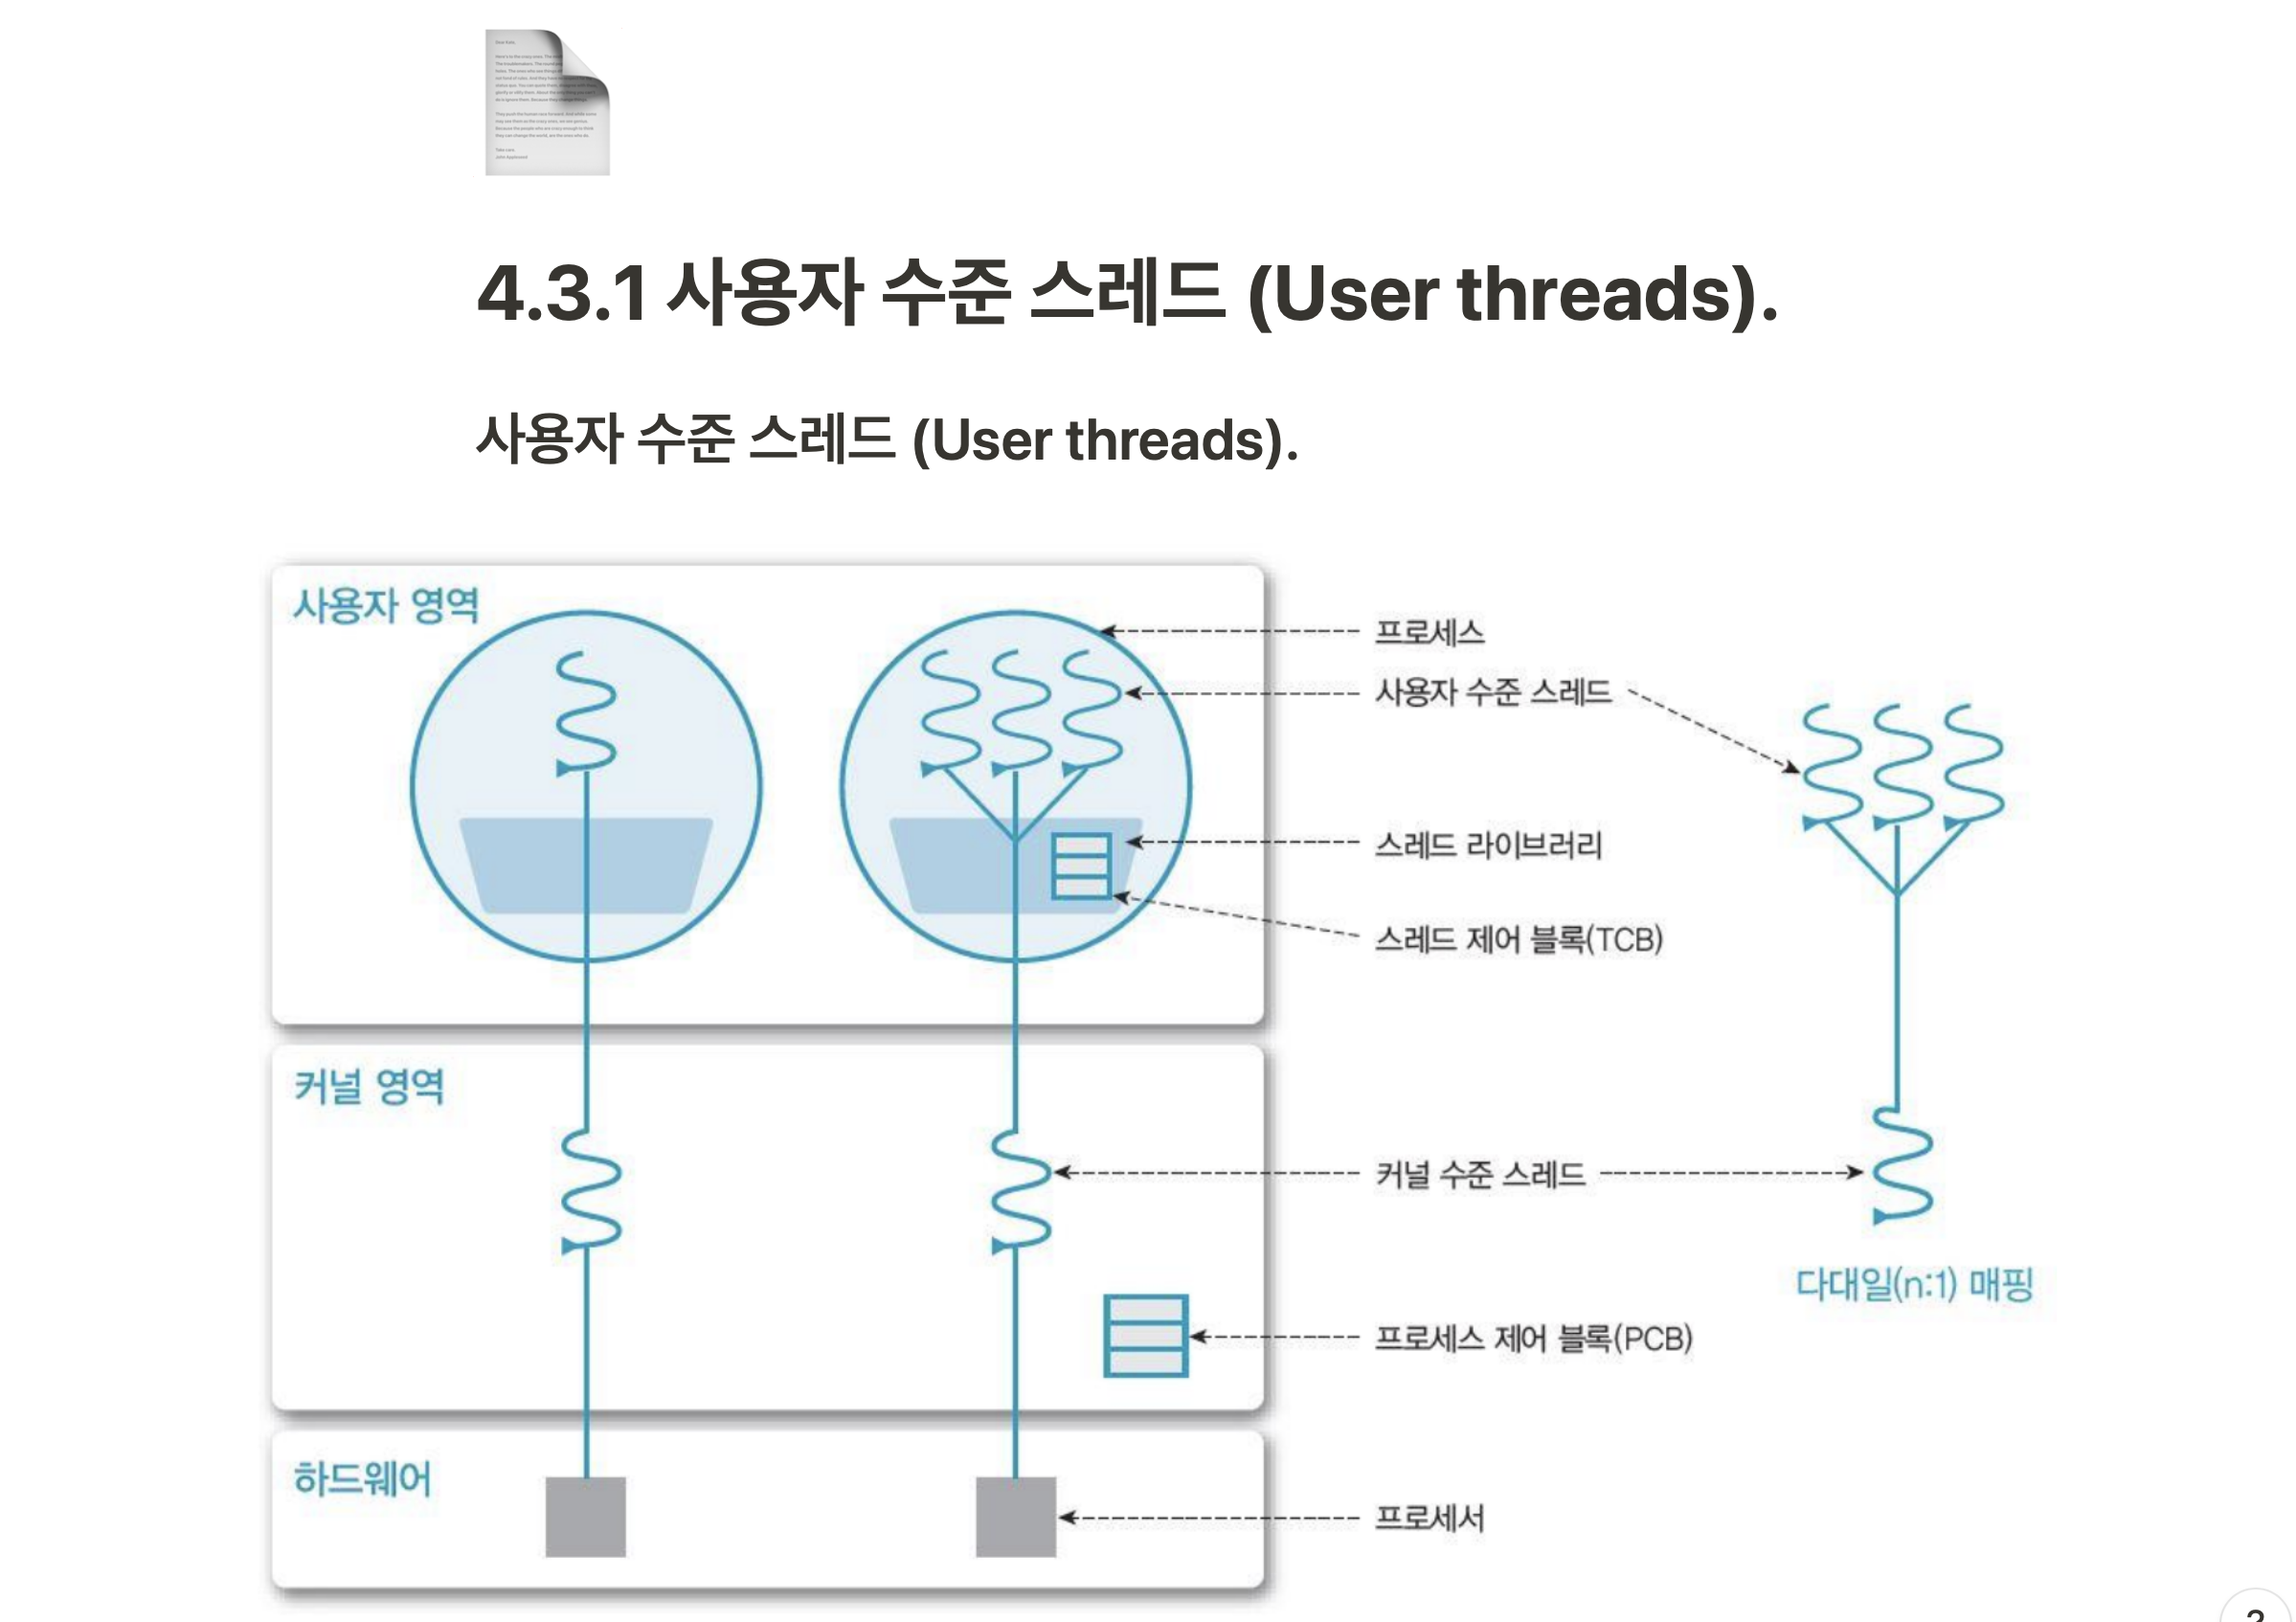 4.3.1 사용자 수준 스레드 (User threads).
사용자 수준 스레드 (User threads).
사용자 영역
프로세스
사용자 수준 스레드
스레드 라이브러리
스레드 제어 블록(TCB)
커널 영역
커널 수준 스레드
다대일(n:1) 매핑
프로세스 제어 블록(PCB)
하드웨어
프로세서